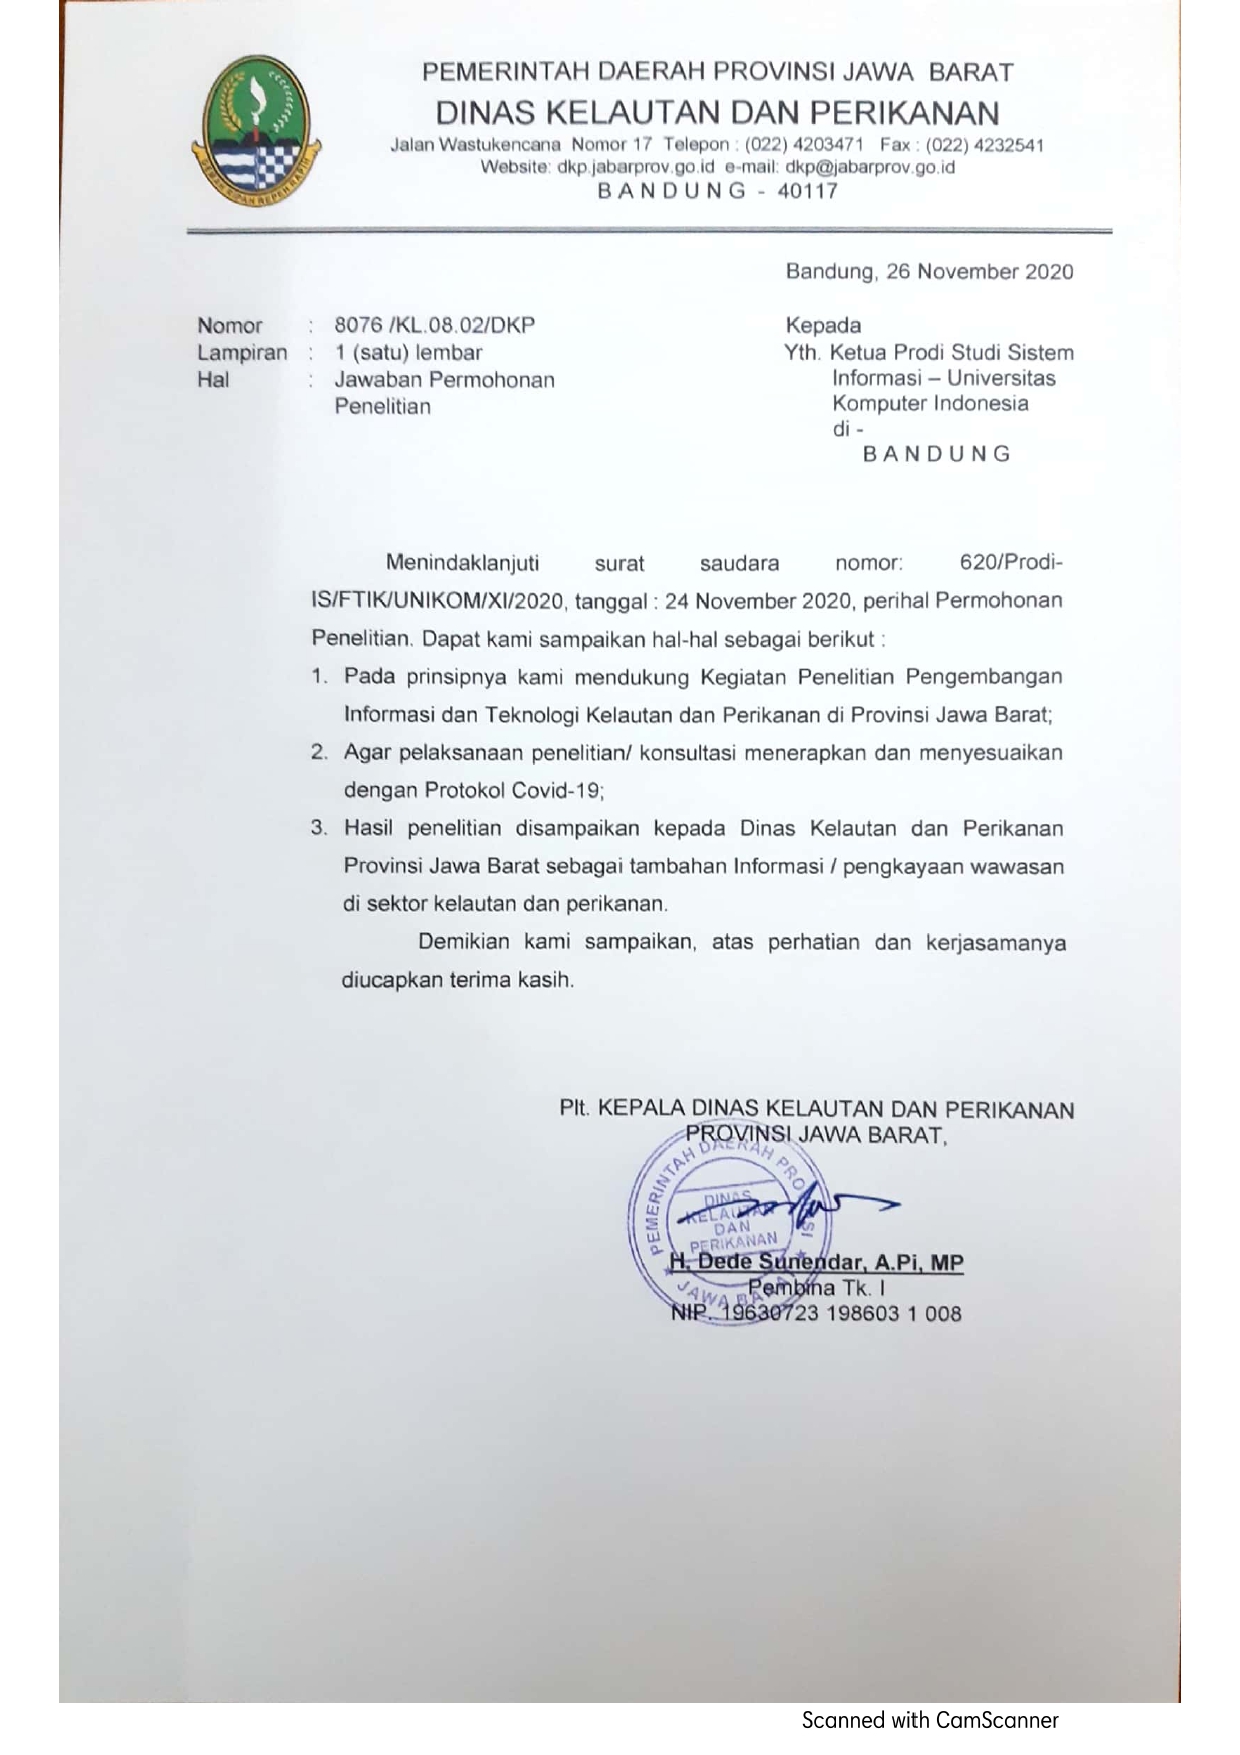 PEMERINTAH DAERAH PROVINSI JAWA BARAT
DINAS KELAUTAN DAN PERIKANAN
Jalan Wastukencana Nomor 17 Telepon : (022) 4203471 Fax : (022) 4232541
Website: dkp.jabarprov.go.id e-mail: dkp@jabarprov.go.id
B A N D U N G - 40117
GEMAH RIPAH REPEH RAPIH
Bandung, 26 November 2020
Nomor : 8076 /KL.08.02/DKP
Lampiran : 1 (satu) lembar
Hal : Jawaban Permohonan
Penelitian
Kepada
Yth. Ketua Prodi Studi Sistem
Informasi – Universitas
Komputer Indonesia
di -
B A N D U N G
Menindaklanjuti surat saudara nomor: 620/Prodi-
IS/FTIK/UNIKOM/XI/2020, tanggal : 24 November 2020, perihal Permohonan
Penelitian. Dapat kami sampaikan hal-hal sebagai berikut :
1. Pada prinsipnya kami mendukung Kegiatan Penelitian Pengembangan
Informasi dan Teknologi Kelautan dan Perikanan di Provinsi Jawa Barat;
2. Agar pelaksanaan penelitian/ konsultasi menerapkan dan menyesuaikan
dengan Protokol Covid-19;
3. Hasil penelitian disampaikan kepada Dinas Kelautan dan Perikanan
Provinsi Jawa Barat sebagai tambahan Informasi / pengkayaan wawasan
di sektor kelautan dan perikanan.
Demikian kami sampaikan, atas perhatian dan kerjasamanya
diucapkan terima kasih.
Plt. KEPALA DINAS KELAUTAN DAN PERIKANAN
PROVINSI JAWA BARAT,
PEMERINTAH DAERAH PROVINSI
DINAS
KELAUTAN
DAN
PERIKANAN
JAWA BARAT
H. Dede Sunendar, A.Pi, MP
Pembina Tk. I
NIP. 19630723 198603 1 008
Scanned with CamScanner